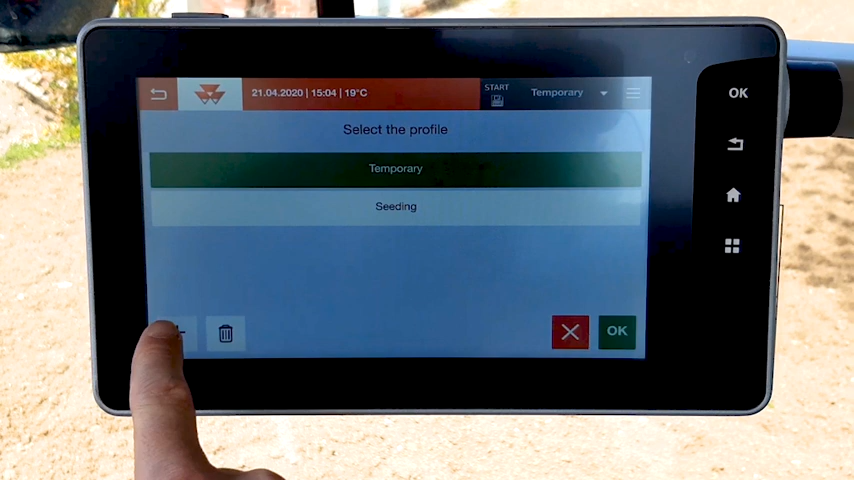 21.04.2020 | 15:04 | 19°C
START
Temporary
Select the profile
Temporary
Seeding
OK
OK